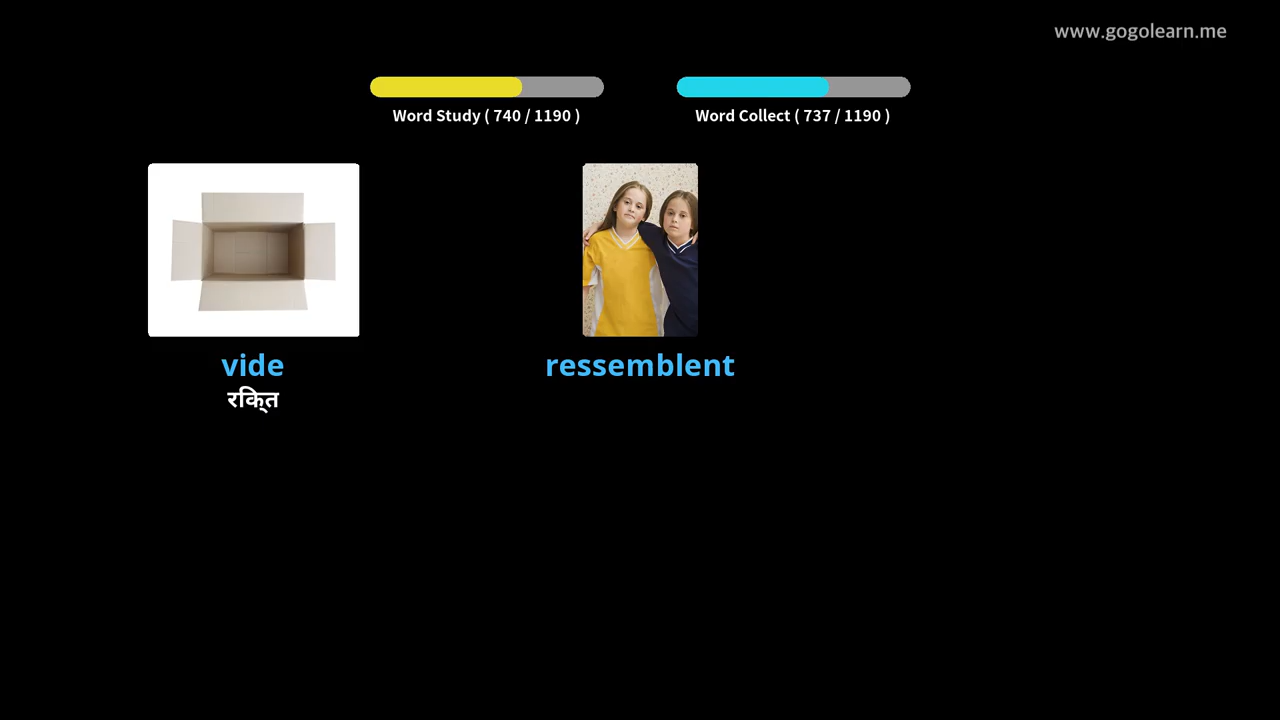 www.gogolearn.me
Word Study ( 740 / 1190 )
Word Collect ( 737 / 1190 )
vide
रिक्त
ressemblent